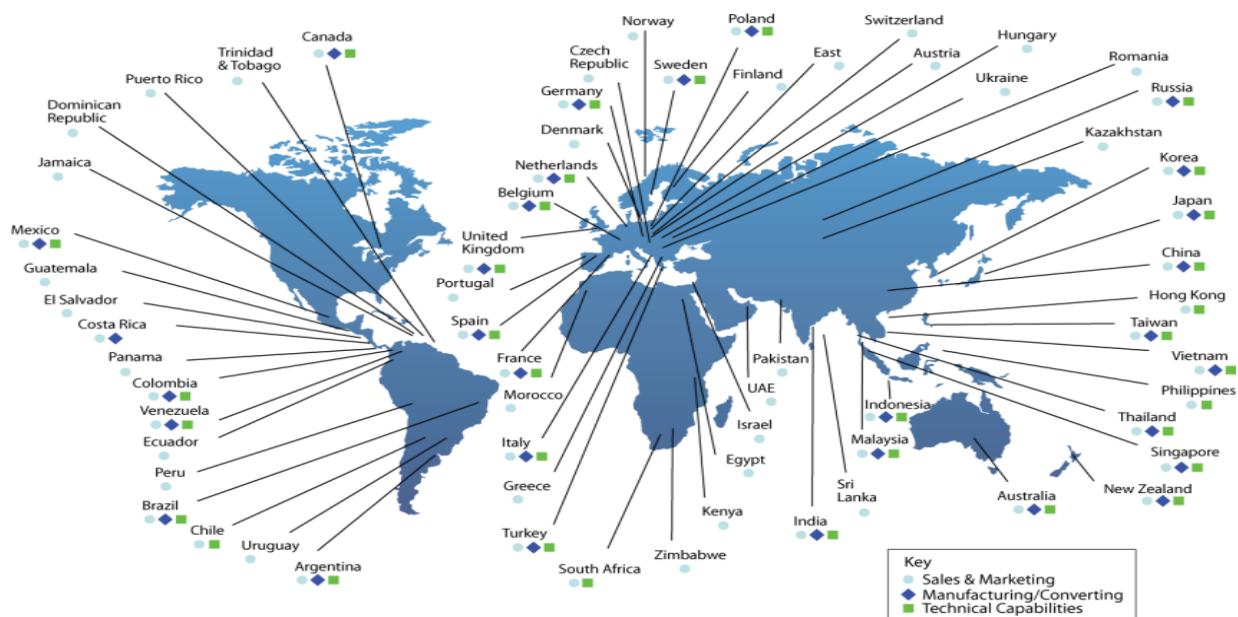 Norway
Poland
Switzerland
Hungary
Canada
Trinidad
& Tobago
Czech
Republic
Sweden
East
Austria
Romania
Puerto Rico
Finland
Ukraine
Germany
Russia
Dominican
Republic
Denmark
Kazakhstan
Jamaica
Netherlands
Korea
Belgium
Japan
Mexico
United
Kingdom
China
Guatemala
Portugal
Hong Kong
El Salvador
Spain
Taiwan
Costa Rica
France
Pakistan
Vietnam
Panama
UAE
Philippines
Colombia
Morocco
Indonesia
Venezuela
Israel
Thailand
Ecuador
Italy
Malaysia
Singapore
Egypt
Peru
Greece
Sri
Lanka
New Zealand
Australia
Brazil
Kenya
Chile
India
Uruguay
Turkey
Zimbabwe
Argentina
South Africa
Key
Sales & Marketing
Manufacturing/Converting
Technical Capabilities